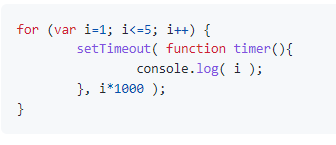 for (var i=1; i<=5; i++) {
        setTimeout( function timer(){
                console.log( i );
        }, i*1000 );
}